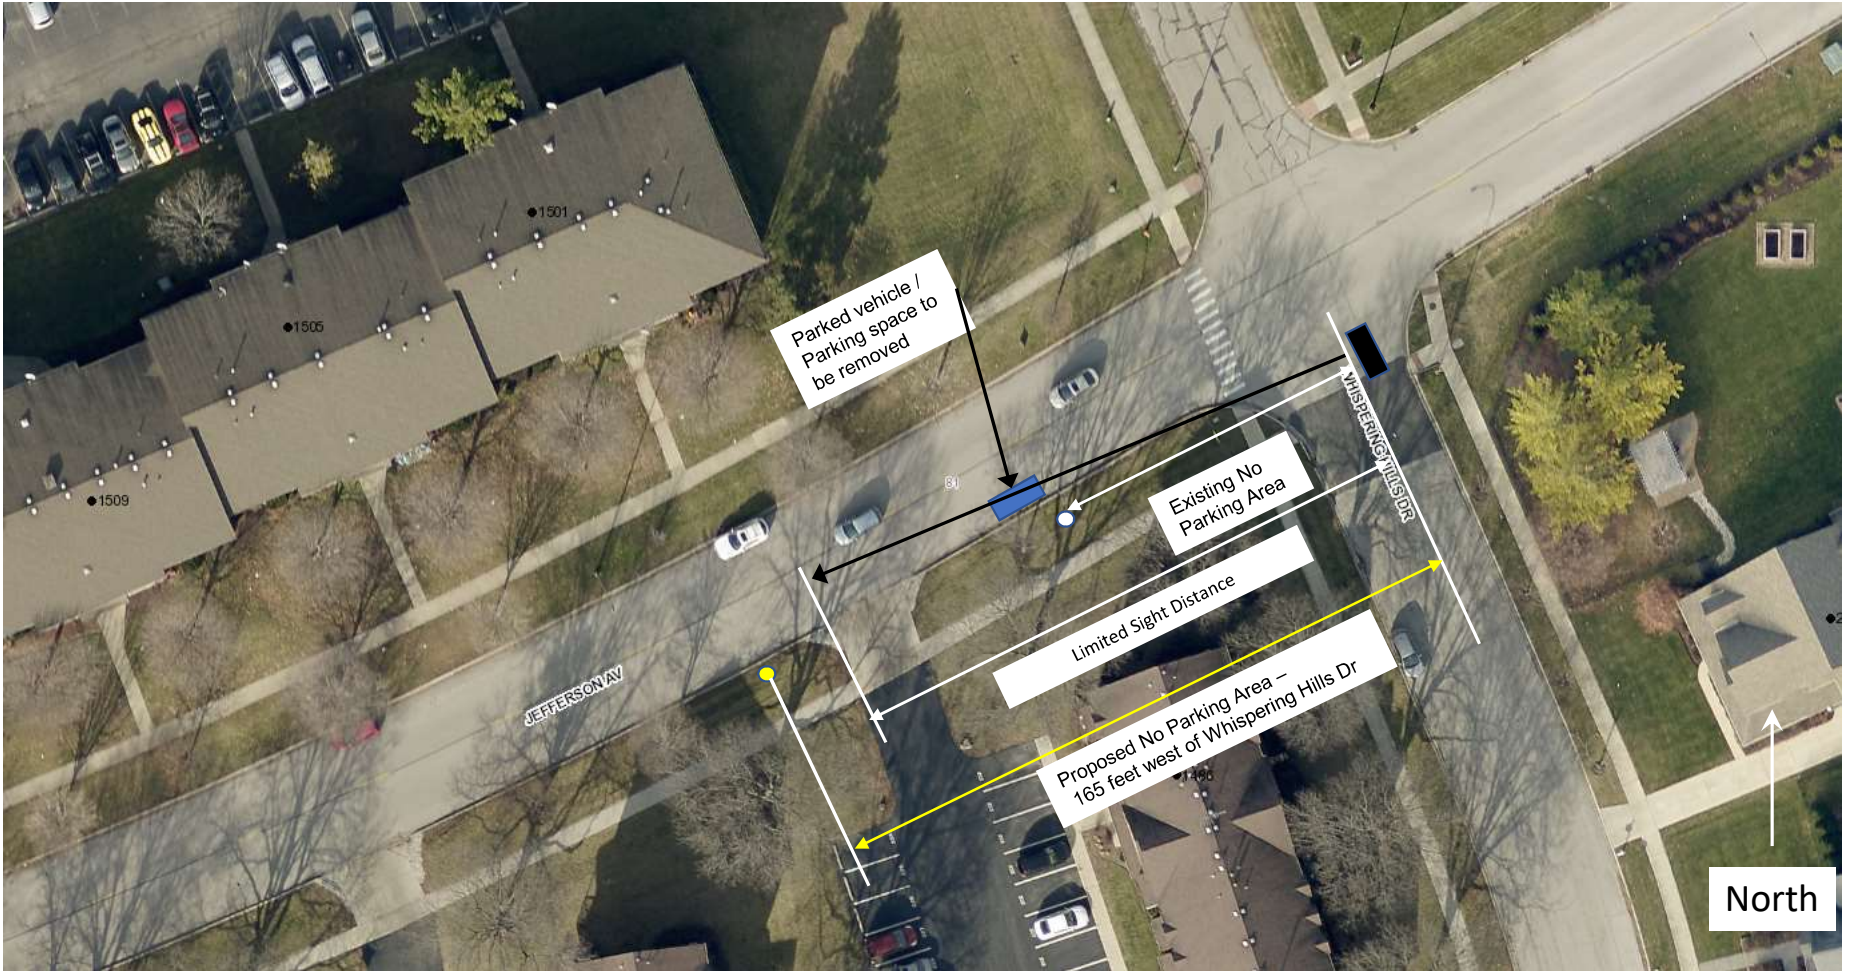 1501
1505
1509
Parked vehicle /
Parking space to
be removed
81
WHISPERING HILLS DR
Existing No
Parking Area
Limited Sight Distance
JEFFERSON AV
Proposed No Parking Area –
165 feet west of Whispering Hills Dr
North